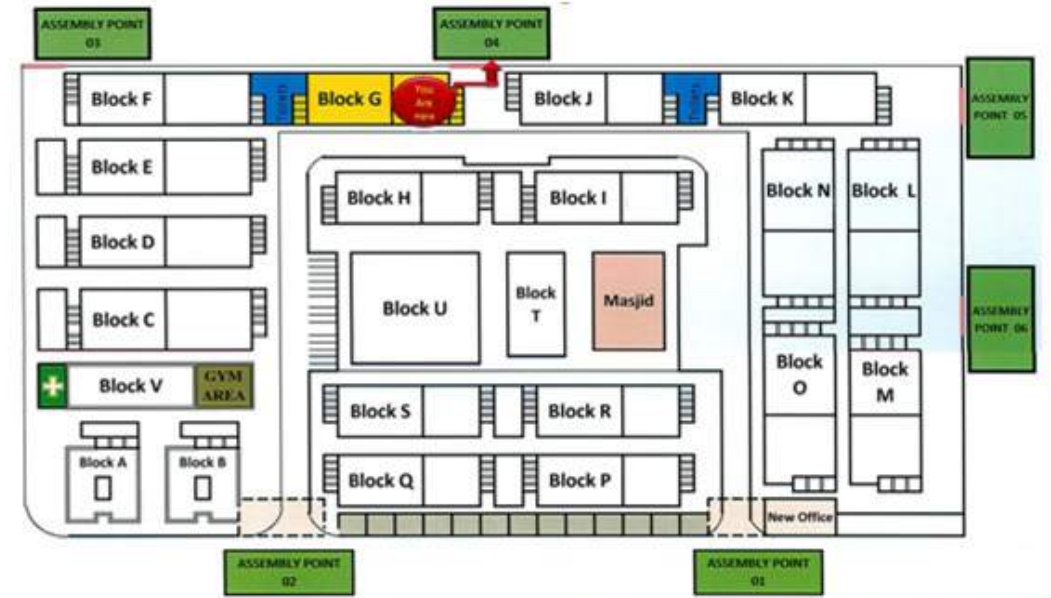 ASSEMBLY POINT
03
ASSEMBLY POINT
04
Block F
Toilets
Block G
You
Are
Here
Block J
Toilets
Block K
ASSEMBLY
POINT 05
Block E
Block H
Block I
Block N
Block L
Block D
Block U
Block
T
Masjid
ASSEMBLY
POINT 06
Block C
Block V
GYM
AREA
Block
O
Block
M
Block S
Block R
Block A
Block B
Block Q
Block P
New Office
ASSEMBLY POINT
02
ASSEMBLY POINT
01